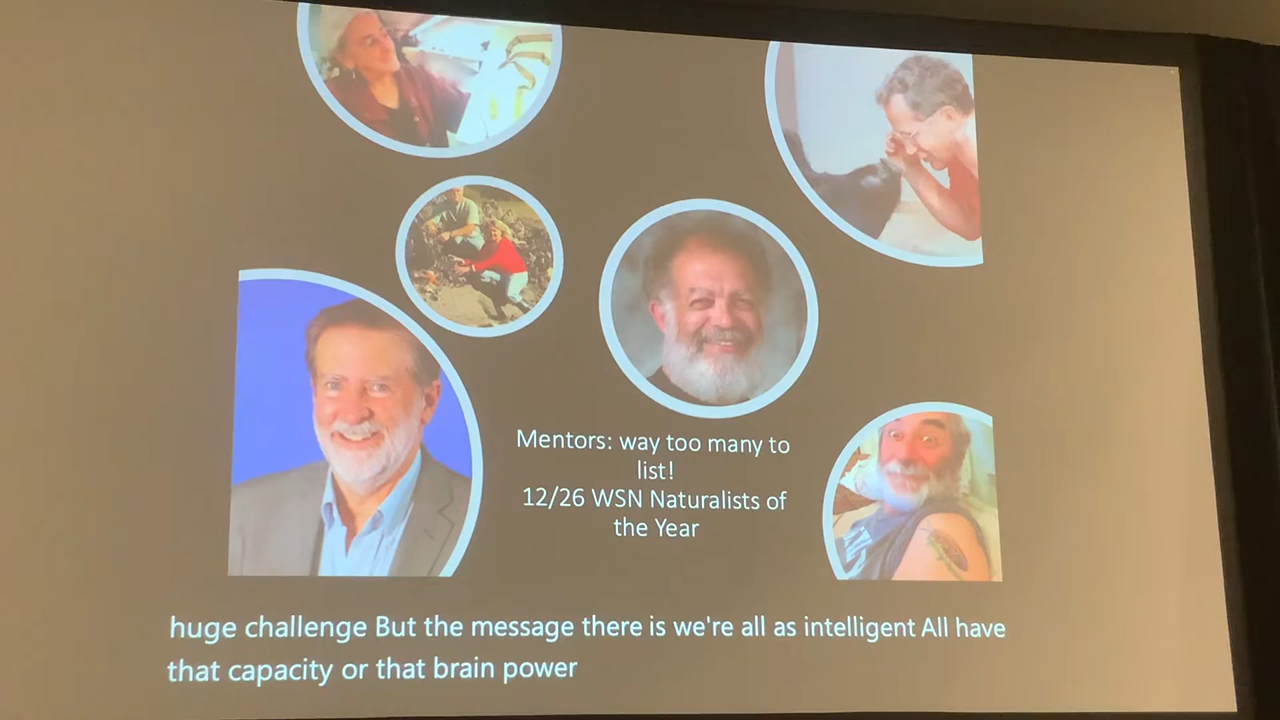 Mentors: way too many to
list!
12/26 WSN Naturalists of
the Year
huge challenge But the message there is we're all as intelligent All have
that capacity or that brain power